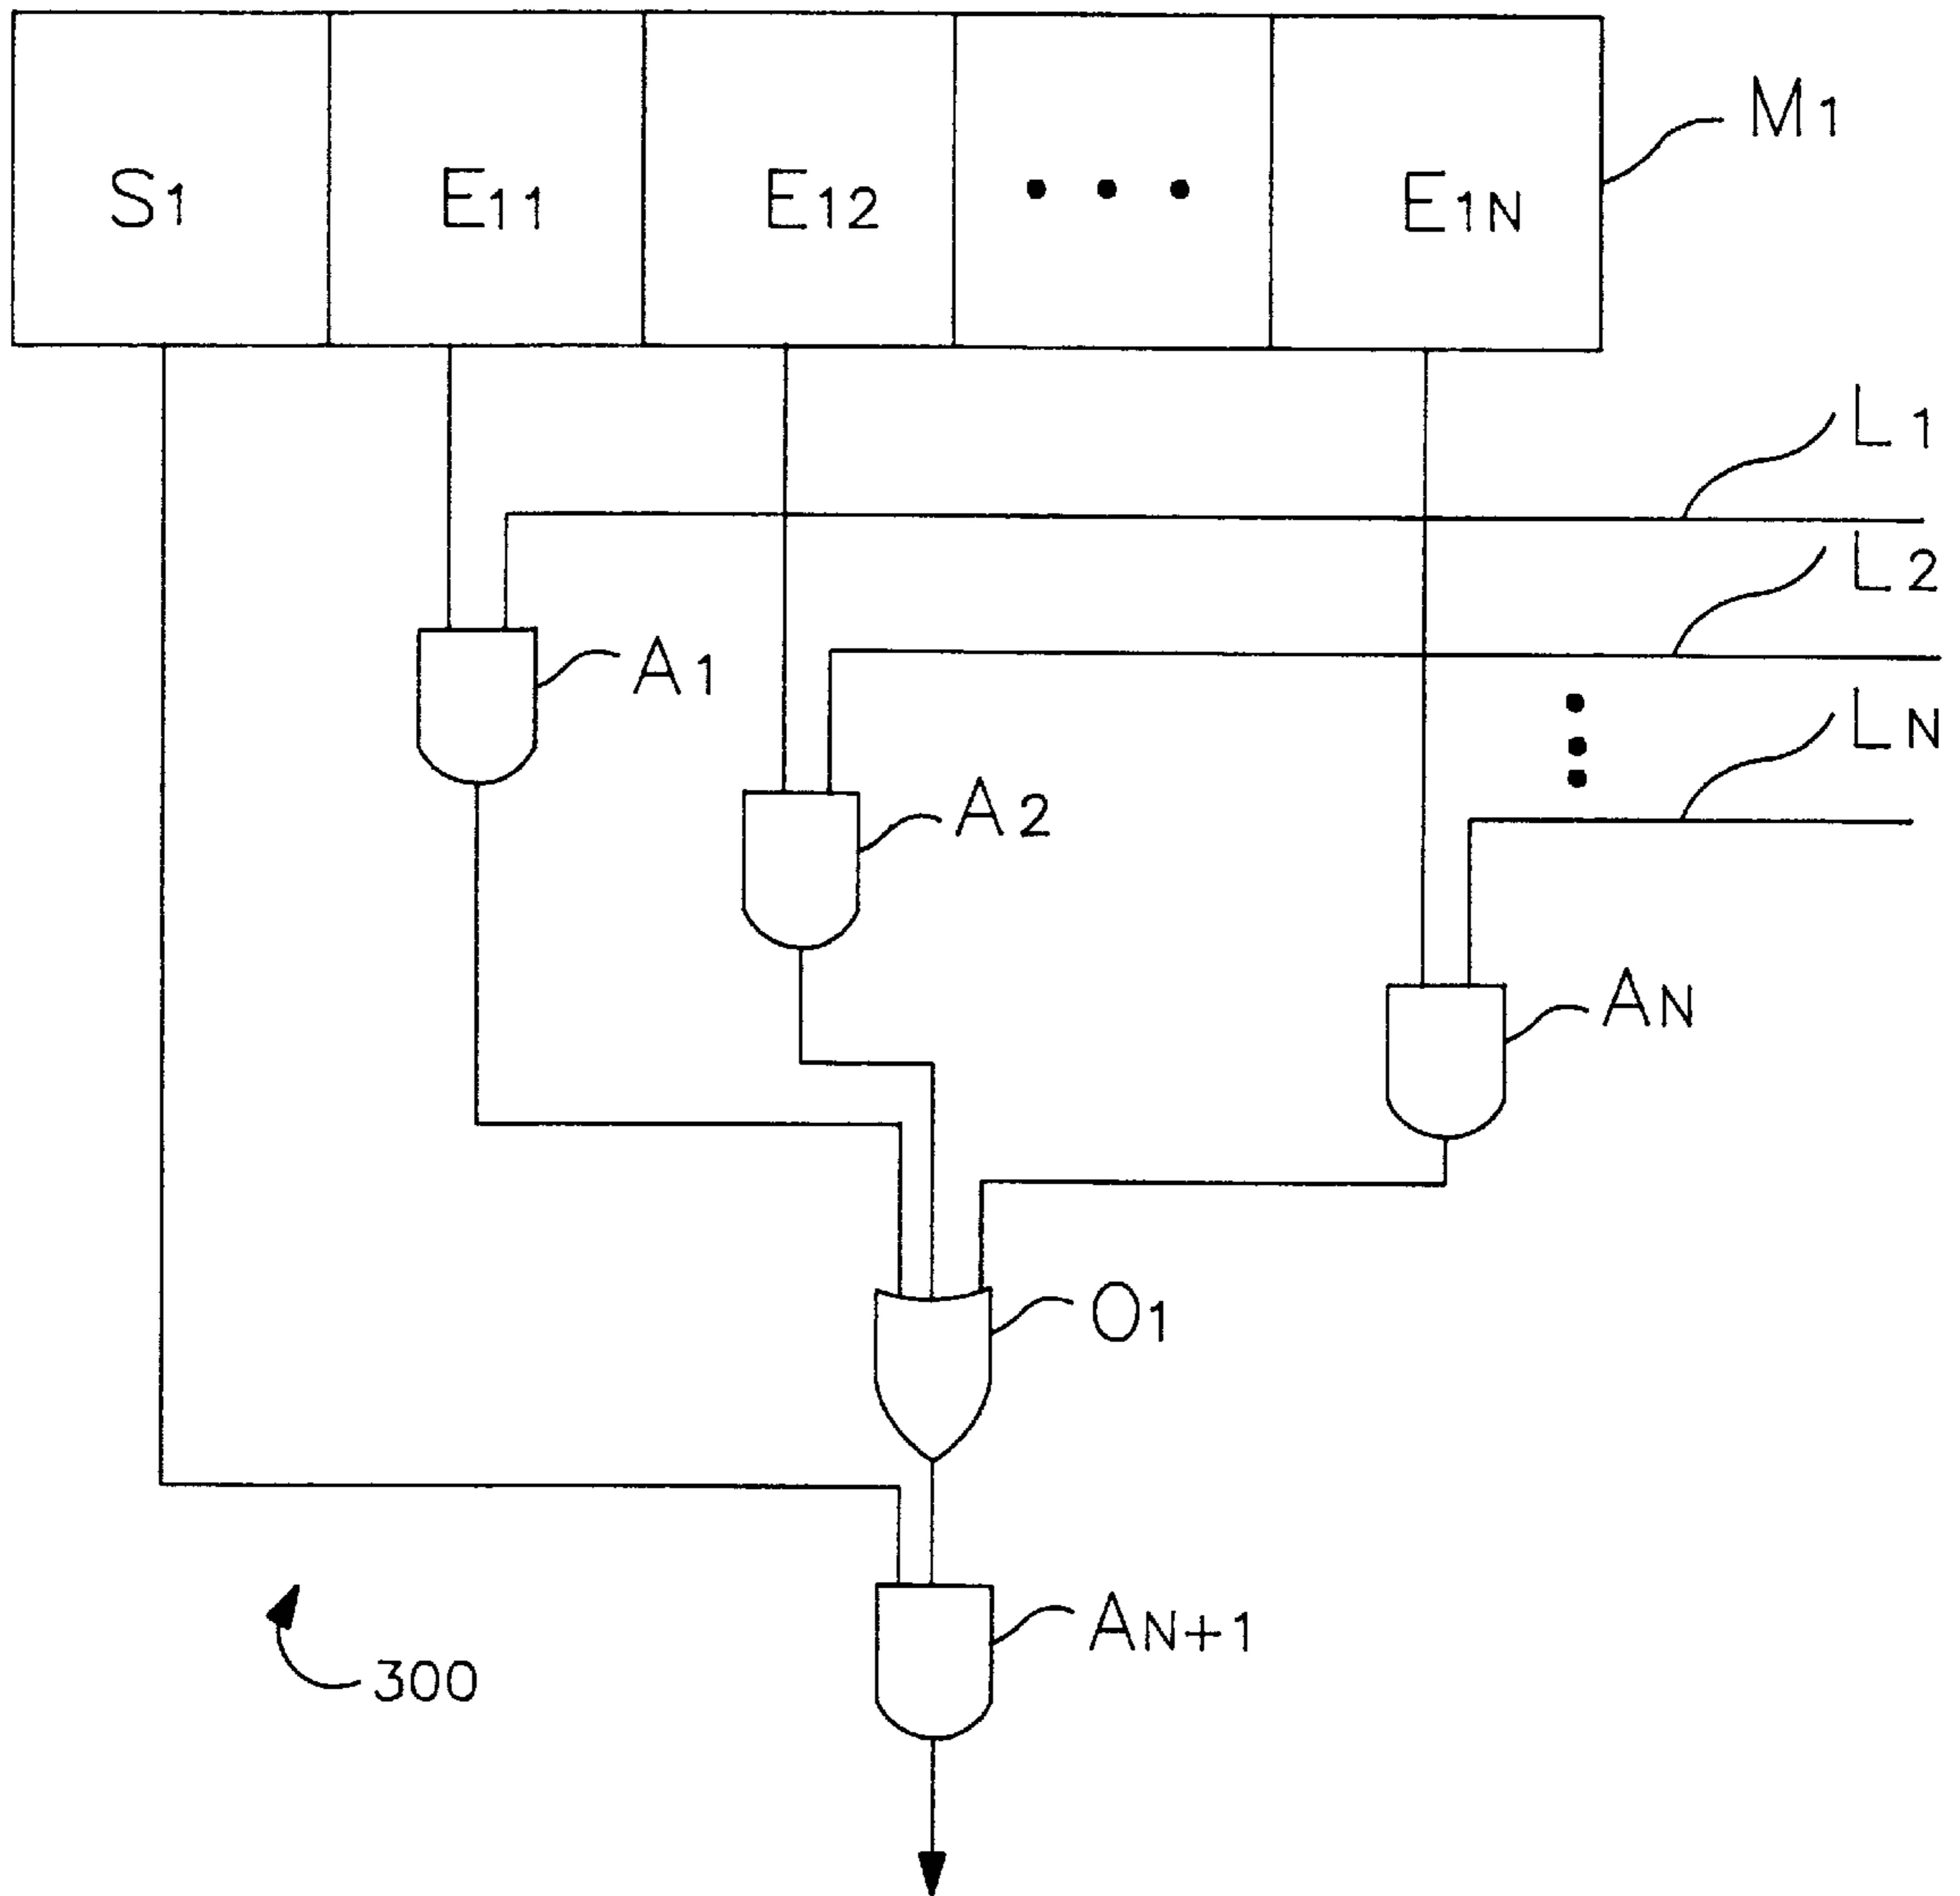 S1 E11 E12 • • • E1N
M1
L1
L2
LN
A1
A2
AN
O1
AN+1
300